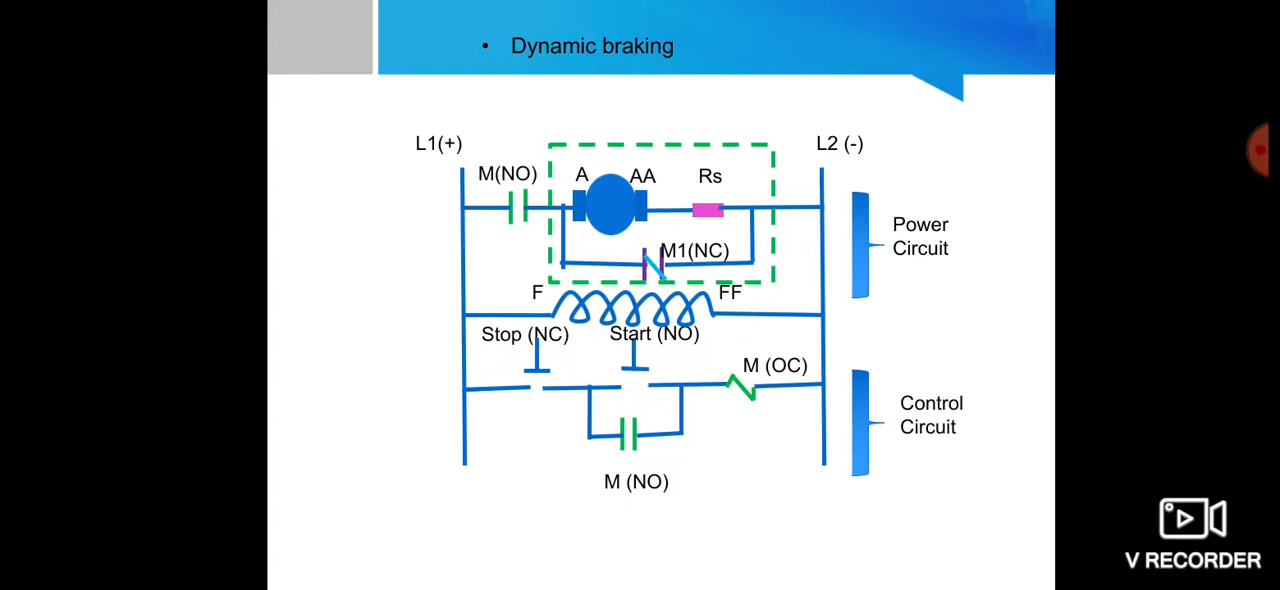 • Dynamic braking
L1(+)
L2 (-)
M(NO)
A
AA
Rs
M1(NC)
Power
Circuit
F
FF
Stop (NC)
Start (NO)
M (OC)
Control
Circuit
M (NO)
V RECORDER